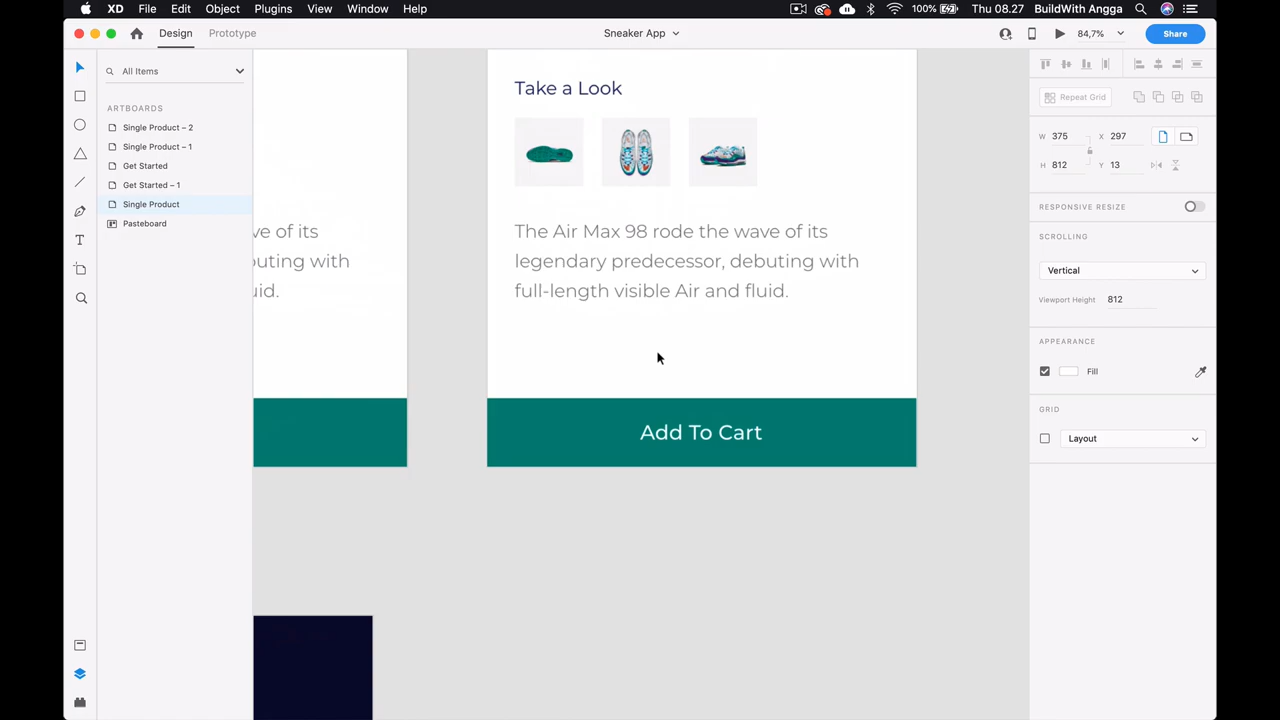 XD File Edit Object Plugins View Window Help 100% Thu 08.27 BuildWith Angga
Design Prototype Sneaker App 84,7% Share
All Items
ARTBOARDS
Single Product – 2
Single Product – 1
Get Started
Get Started – 1
Single Product
Pasteboard
ve of its
outing with
uid.
Take a Look
The Air Max 98 rode the wave of its
legendary predecessor, debuting with
full-length visible Air and fluid.
Add To Cart
Repeat Grid
W 375 X 297
H 812 Y 13
RESPONSIVE RESIZE
SCROLLING
Vertical
Viewport Height 812
APPEARANCE
Fill
GRID
Layout